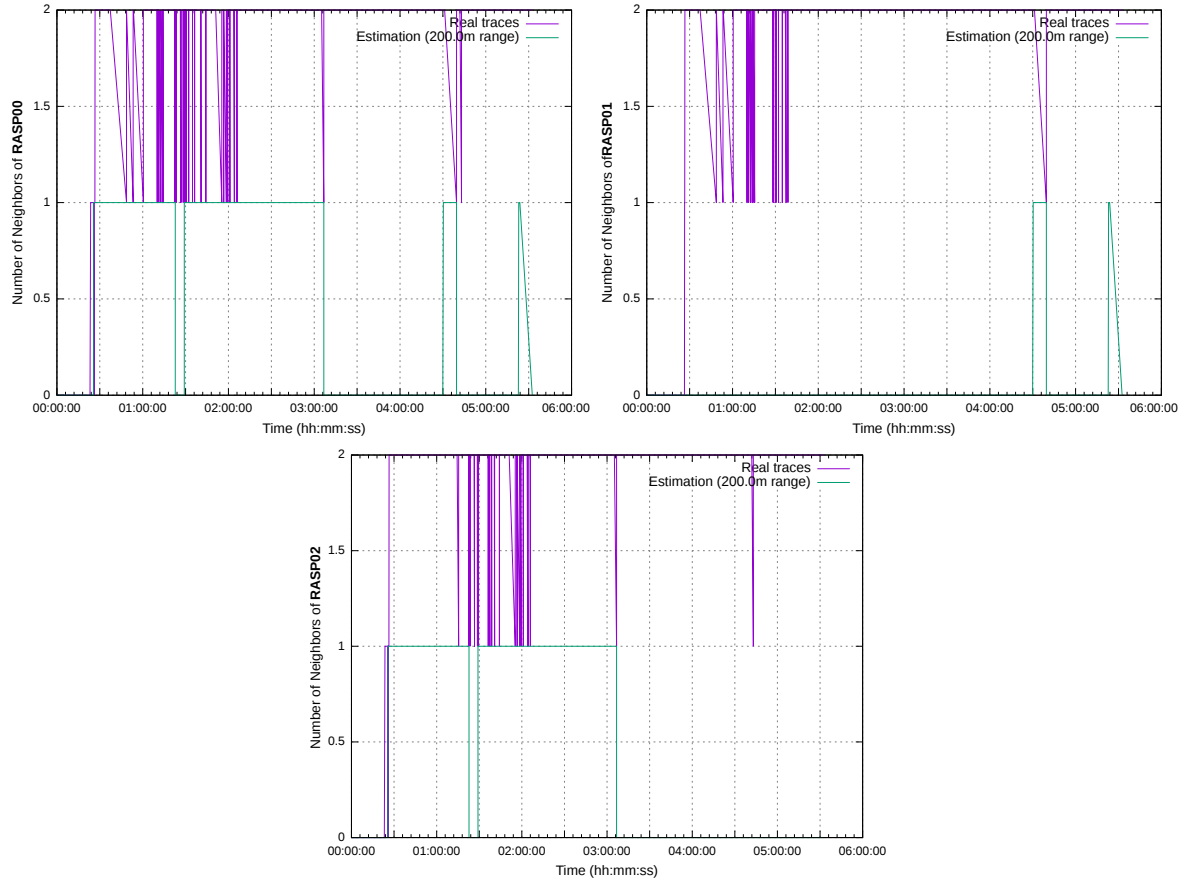 Number of Neighbors of RASP00
2
1.5
1
0.5
0
Real traces
Estimation (200.0m range)
00:00:00 01:00:00 02:00:00 03:00:00 04:00:00 05:00:00 06:00:00
Time (hh:mm:ss)
Number of Neighbors ofRASP01
2
1.5
1
0.5
0
Real traces
Estimation (200.0m range)
00:00:00 01:00:00 02:00:00 03:00:00 04:00:00 05:00:00 06:00:00
Time (hh:mm:ss)
Number of Neighbors of RASP02
2
1.5
1
0.5
0
Real traces
Estimation (200.0m range)
00:00:00 01:00:00 02:00:00 03:00:00 04:00:00 05:00:00 06:00:00
Time (hh:mm:ss)